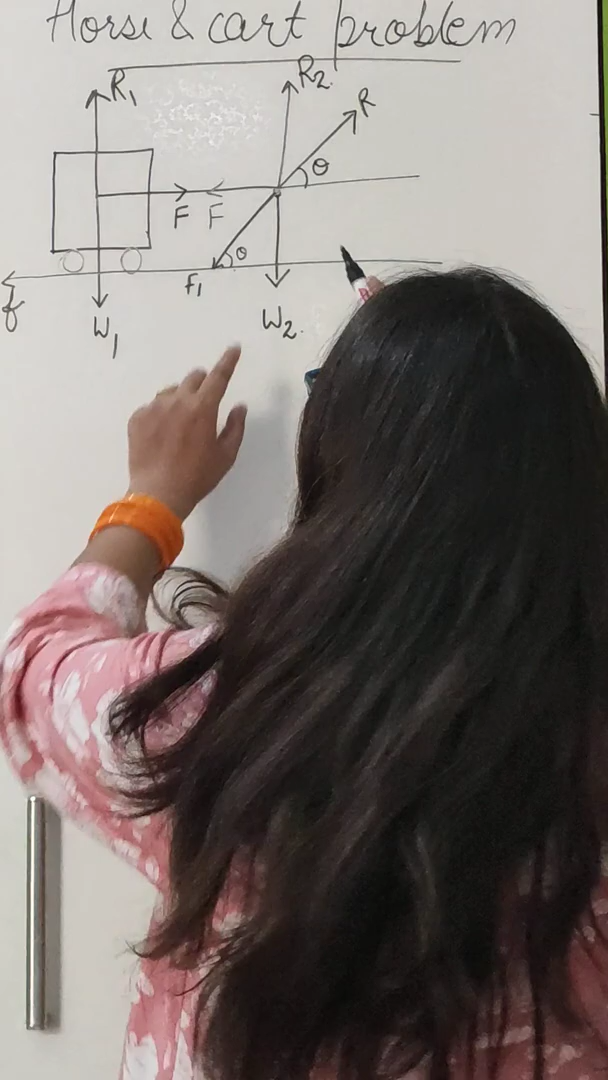 Horse & cart problem
R₁ R₂ R
θ
F F
θ
F₁
f W₁ W₂